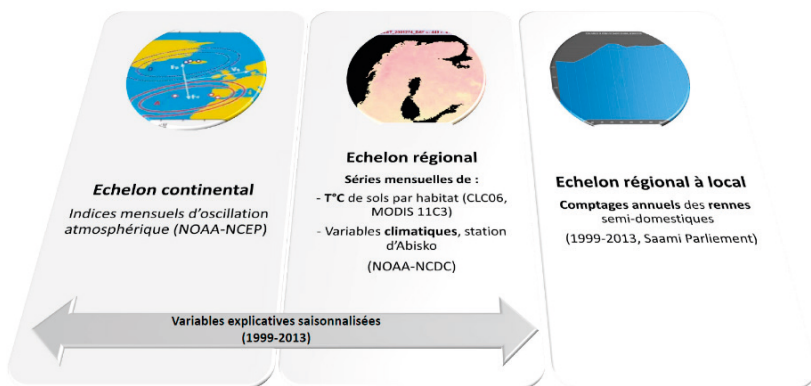 Echelon continental
Indices mensuels d'oscillation
atmosphérique (NOAA-NCEP)
Echelon régional
Séries mensuelles de :
- T°C de sols par habitat (CLC06,
MODIS 11C3)
- Variables climatiques, station
d'Abisko
(NOAA-NCDC)
Echelon régional à local
Comptages annuels des rennes
semi-domestiques
(1999-2013, Saami Parliement)
Variables explicatives saisonnalisées
(1999-2013)